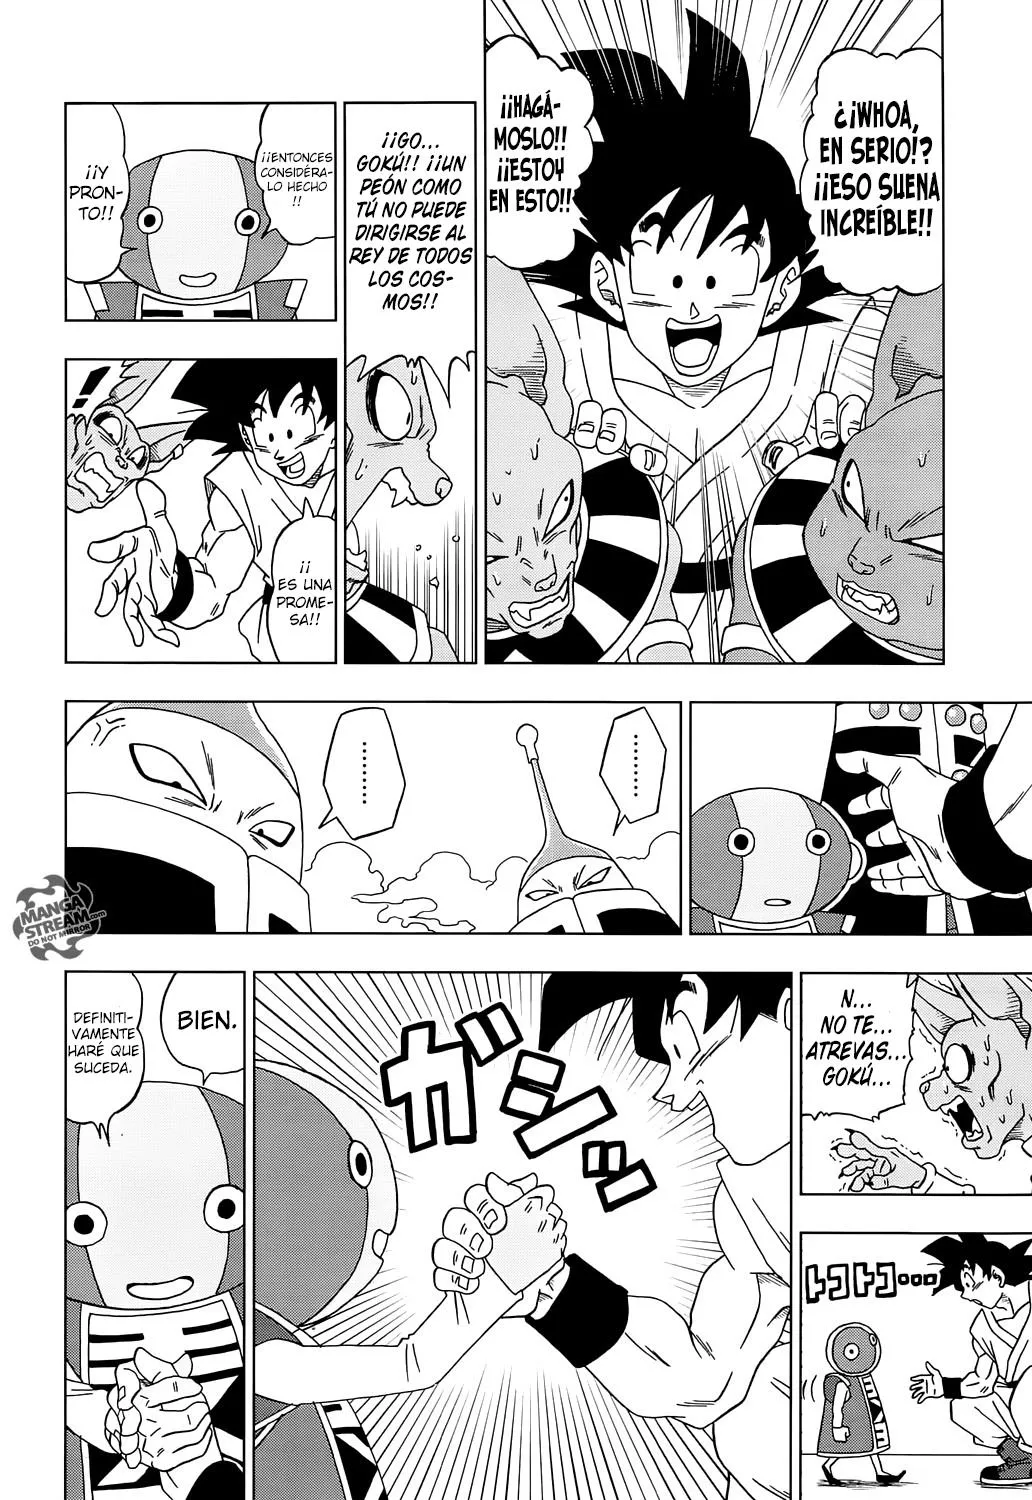 ¿¡WHOA,
EN SERIO!?
¡¡ESO SUENA
INCREÍBLE!!
¡¡HAGÁ-
MOSLO!!
¡¡ESTOY
EN ESTO!!
¡¡GO...
GOKÚ!! ¡¡UN
PEÓN COMO
TÚ NO PUEDE
DIRIGIRSE AL
REY DE TODOS
LOS COS-
MOS!!
¡¡ENTONCES
CONSIDÉRA-
LO HECHO
!!
¡¡Y
PRON-
TO!!
!
¡¡
ES UNA
PROME-
SA!!
........
........
MANGA
STREAM.com
DO NOT MIRROR
N...
NO TE...
ATREVAS...
GOKÚ...
トコトコ...
ガシッ
BIEN.
DEFINITI-
VAMENTE
HARÉ QUE
SUCEDA.